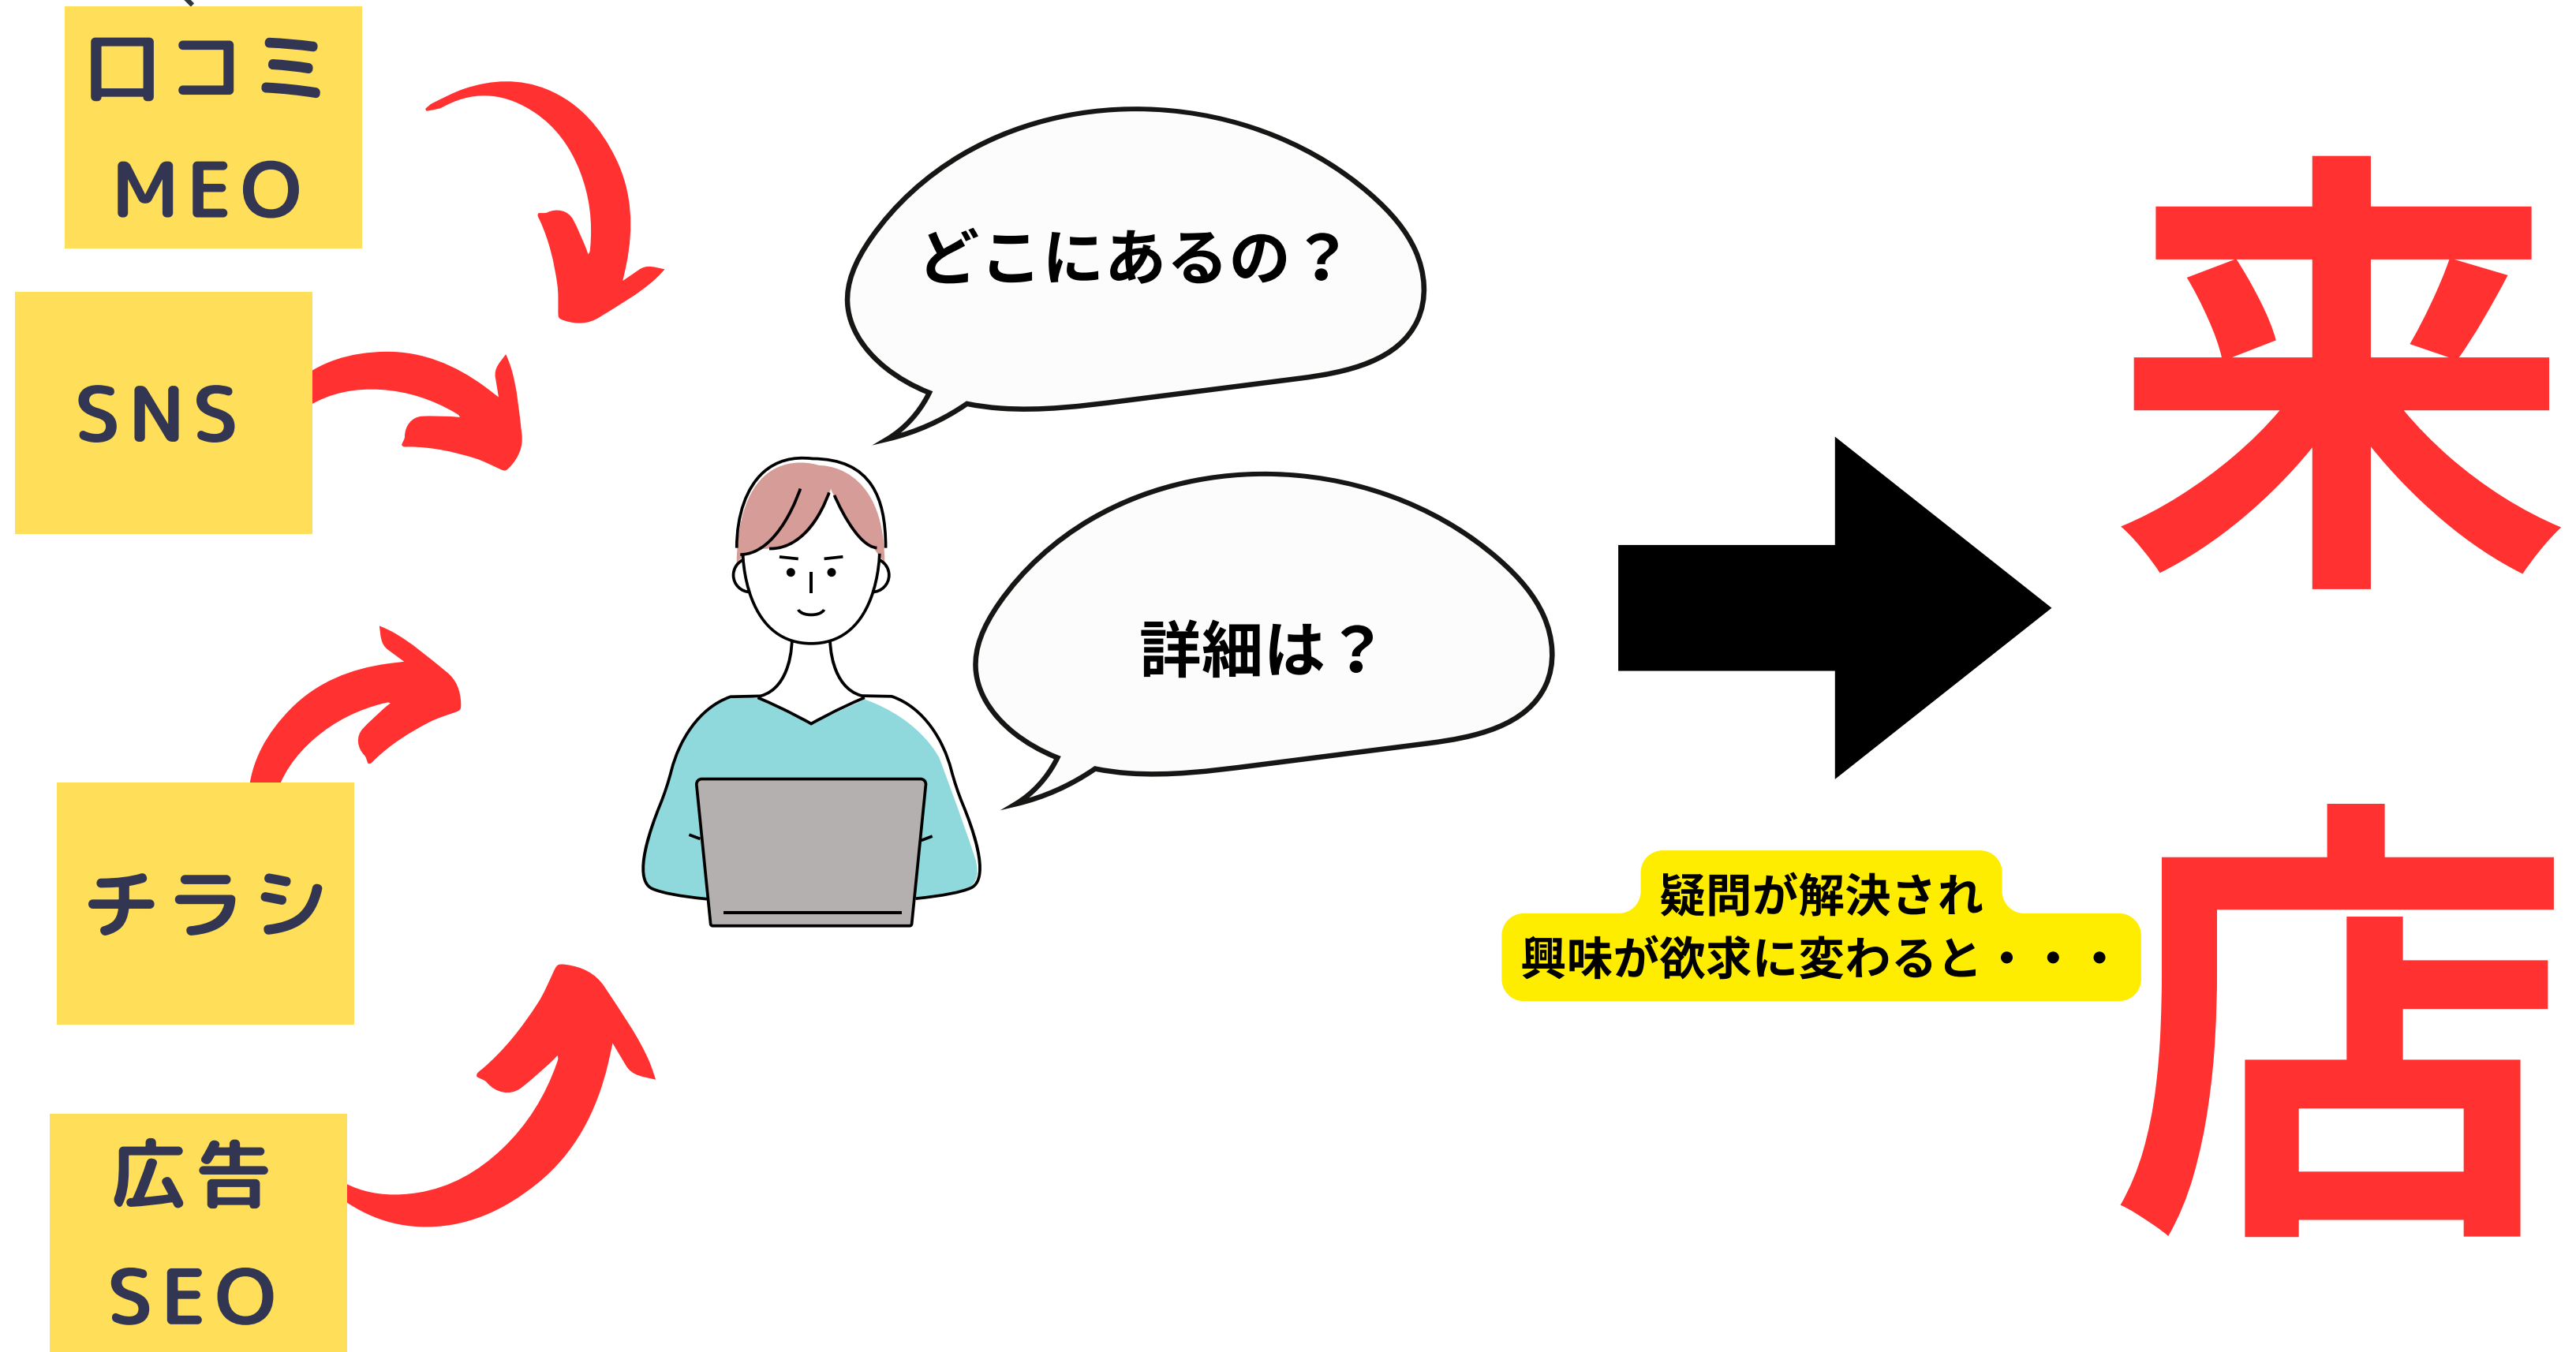 口コミ
MEO
SNS
チラシ
広告
SEO
どこにあるの？
詳細は？
疑問が解決され
興味が欲求に変わると・・・
来
店